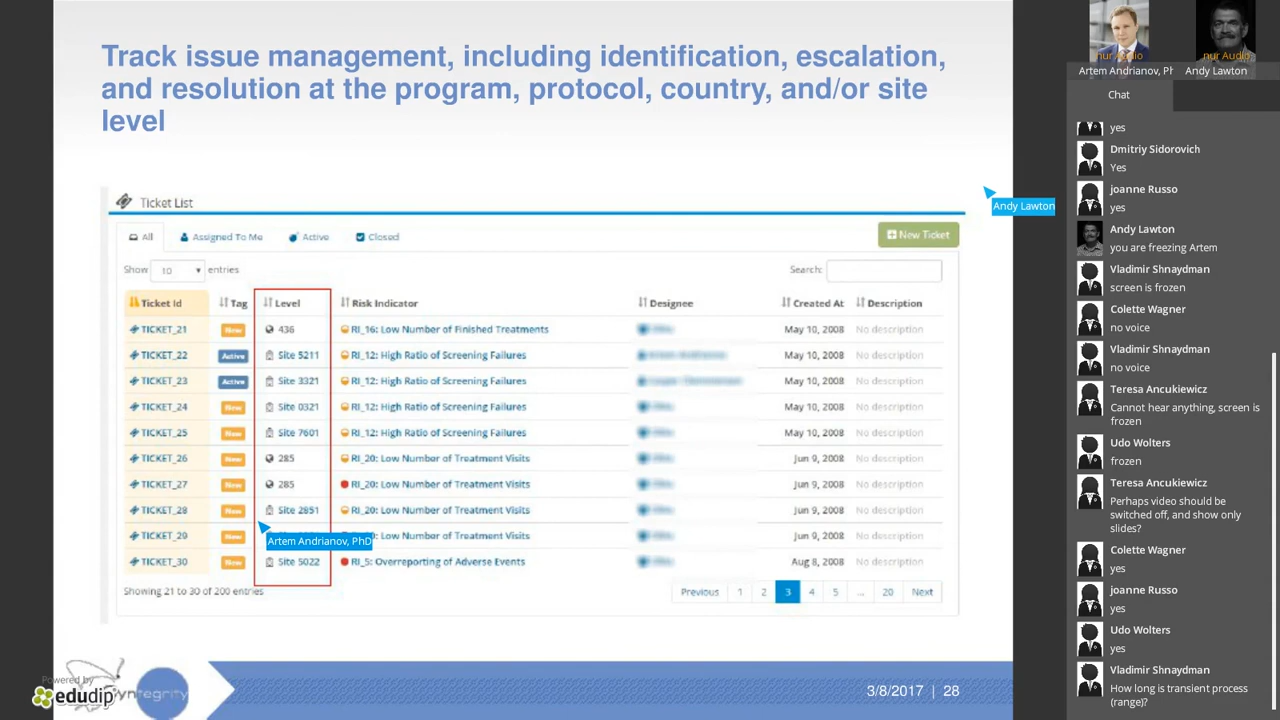 Track issue management, including identification, escalation,
and resolution at the program, protocol, country, and/or site
level
Ticket List
All Assigned To Me Active Closed
New Ticket
Show 10 entries Search:
Ticket Id Tag Level Risk Indicator Designee Created At Description
TICKET_21 New 436 RI_16: Low Number of Finished Treatments May 10, 2008 No description
TICKET_22 Active Site 5211 RI_12: High Ratio of Screening Failures May 10, 2008 No description
TICKET_23 Active Site 3321 RI_12: High Ratio of Screening Failures May 10, 2008 No description
TICKET_24 New Site 0321 RI_12: High Ratio of Screening Failures May 10, 2008 No description
TICKET_25 New Site 7601 RI_12: High Ratio of Screening Failures May 10, 2008 No description
TICKET_26 New 285 RI_20: Low Number of Treatment Visits Jun 9, 2008 No description
TICKET_27 New 285 RI_20: Low Number of Treatment Visits Jun 9, 2008 No description
TICKET_28 New Site 2851 RI_20: Low Number of Treatment Visits Jun 9, 2008 No description
TICKET_29 New Low Number of Treatment Visits Jun 9, 2008 No description
TICKET_30 New Site 5022 RI_5: Overreporting of Adverse Events Aug 8, 2008 No description
Showing 21 to 30 of 200 entries
Previous 1 2 3 4 5 ... 20 Next
Andy Lawton
Artem Andrianov, PhD
Powered by
edudip
yntegrity
3/8/2017 | 28
nur Audio nur Audio
Artem Andrianov, Ph Andy Lawton
Chat
yes
Dmitriy Sidorovich
Yes
joanne Russo
yes
Andy Lawton
you are freezing Artem
Vladimir Shnaydman
screen is frozen
Colette Wagner
no voice
Vladimir Shnaydman
no voice
Teresa Ancukiewicz
Cannot hear anything, screen is
frozen
Udo Wolters
frozen
Teresa Ancukiewicz
Perhaps video should be
switched off, and show only
slides?
Colette Wagner
yes
joanne Russo
yes
Udo Wolters
yes
Vladimir Shnaydman
How long is transient process
(range)?